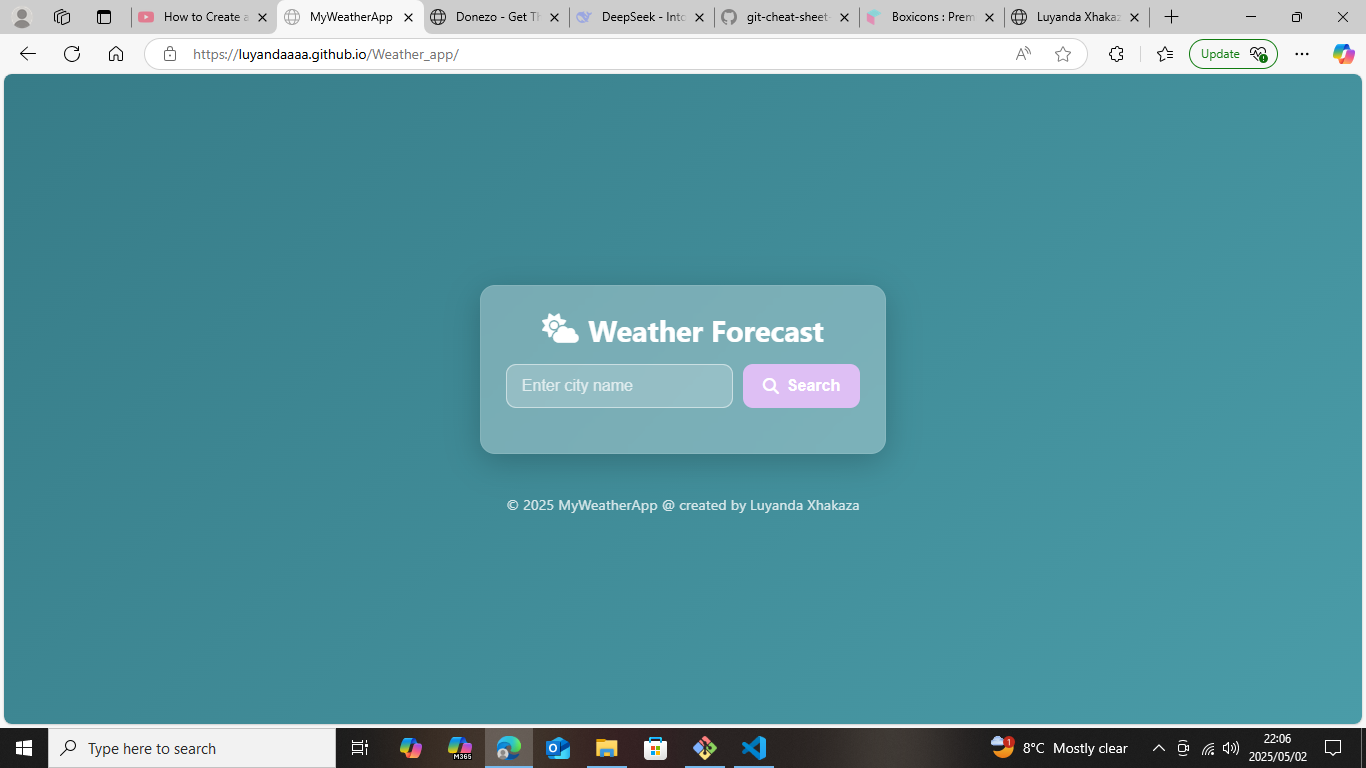 How to Create a
MyWeatherApp
Donezo - Get Th
DeepSeek - Into
git-cheat-sheet-
Boxicons : Prem
Luyanda Xhakaz
https://luyandaaaa.github.io/Weather_app/
Update
Weather Forecast
Enter city name
Search
© 2025 MyWeatherApp @ created by Luyanda Xhakaza
Type here to search
M365
1
8°C Mostly clear
22:06
2025/05/02